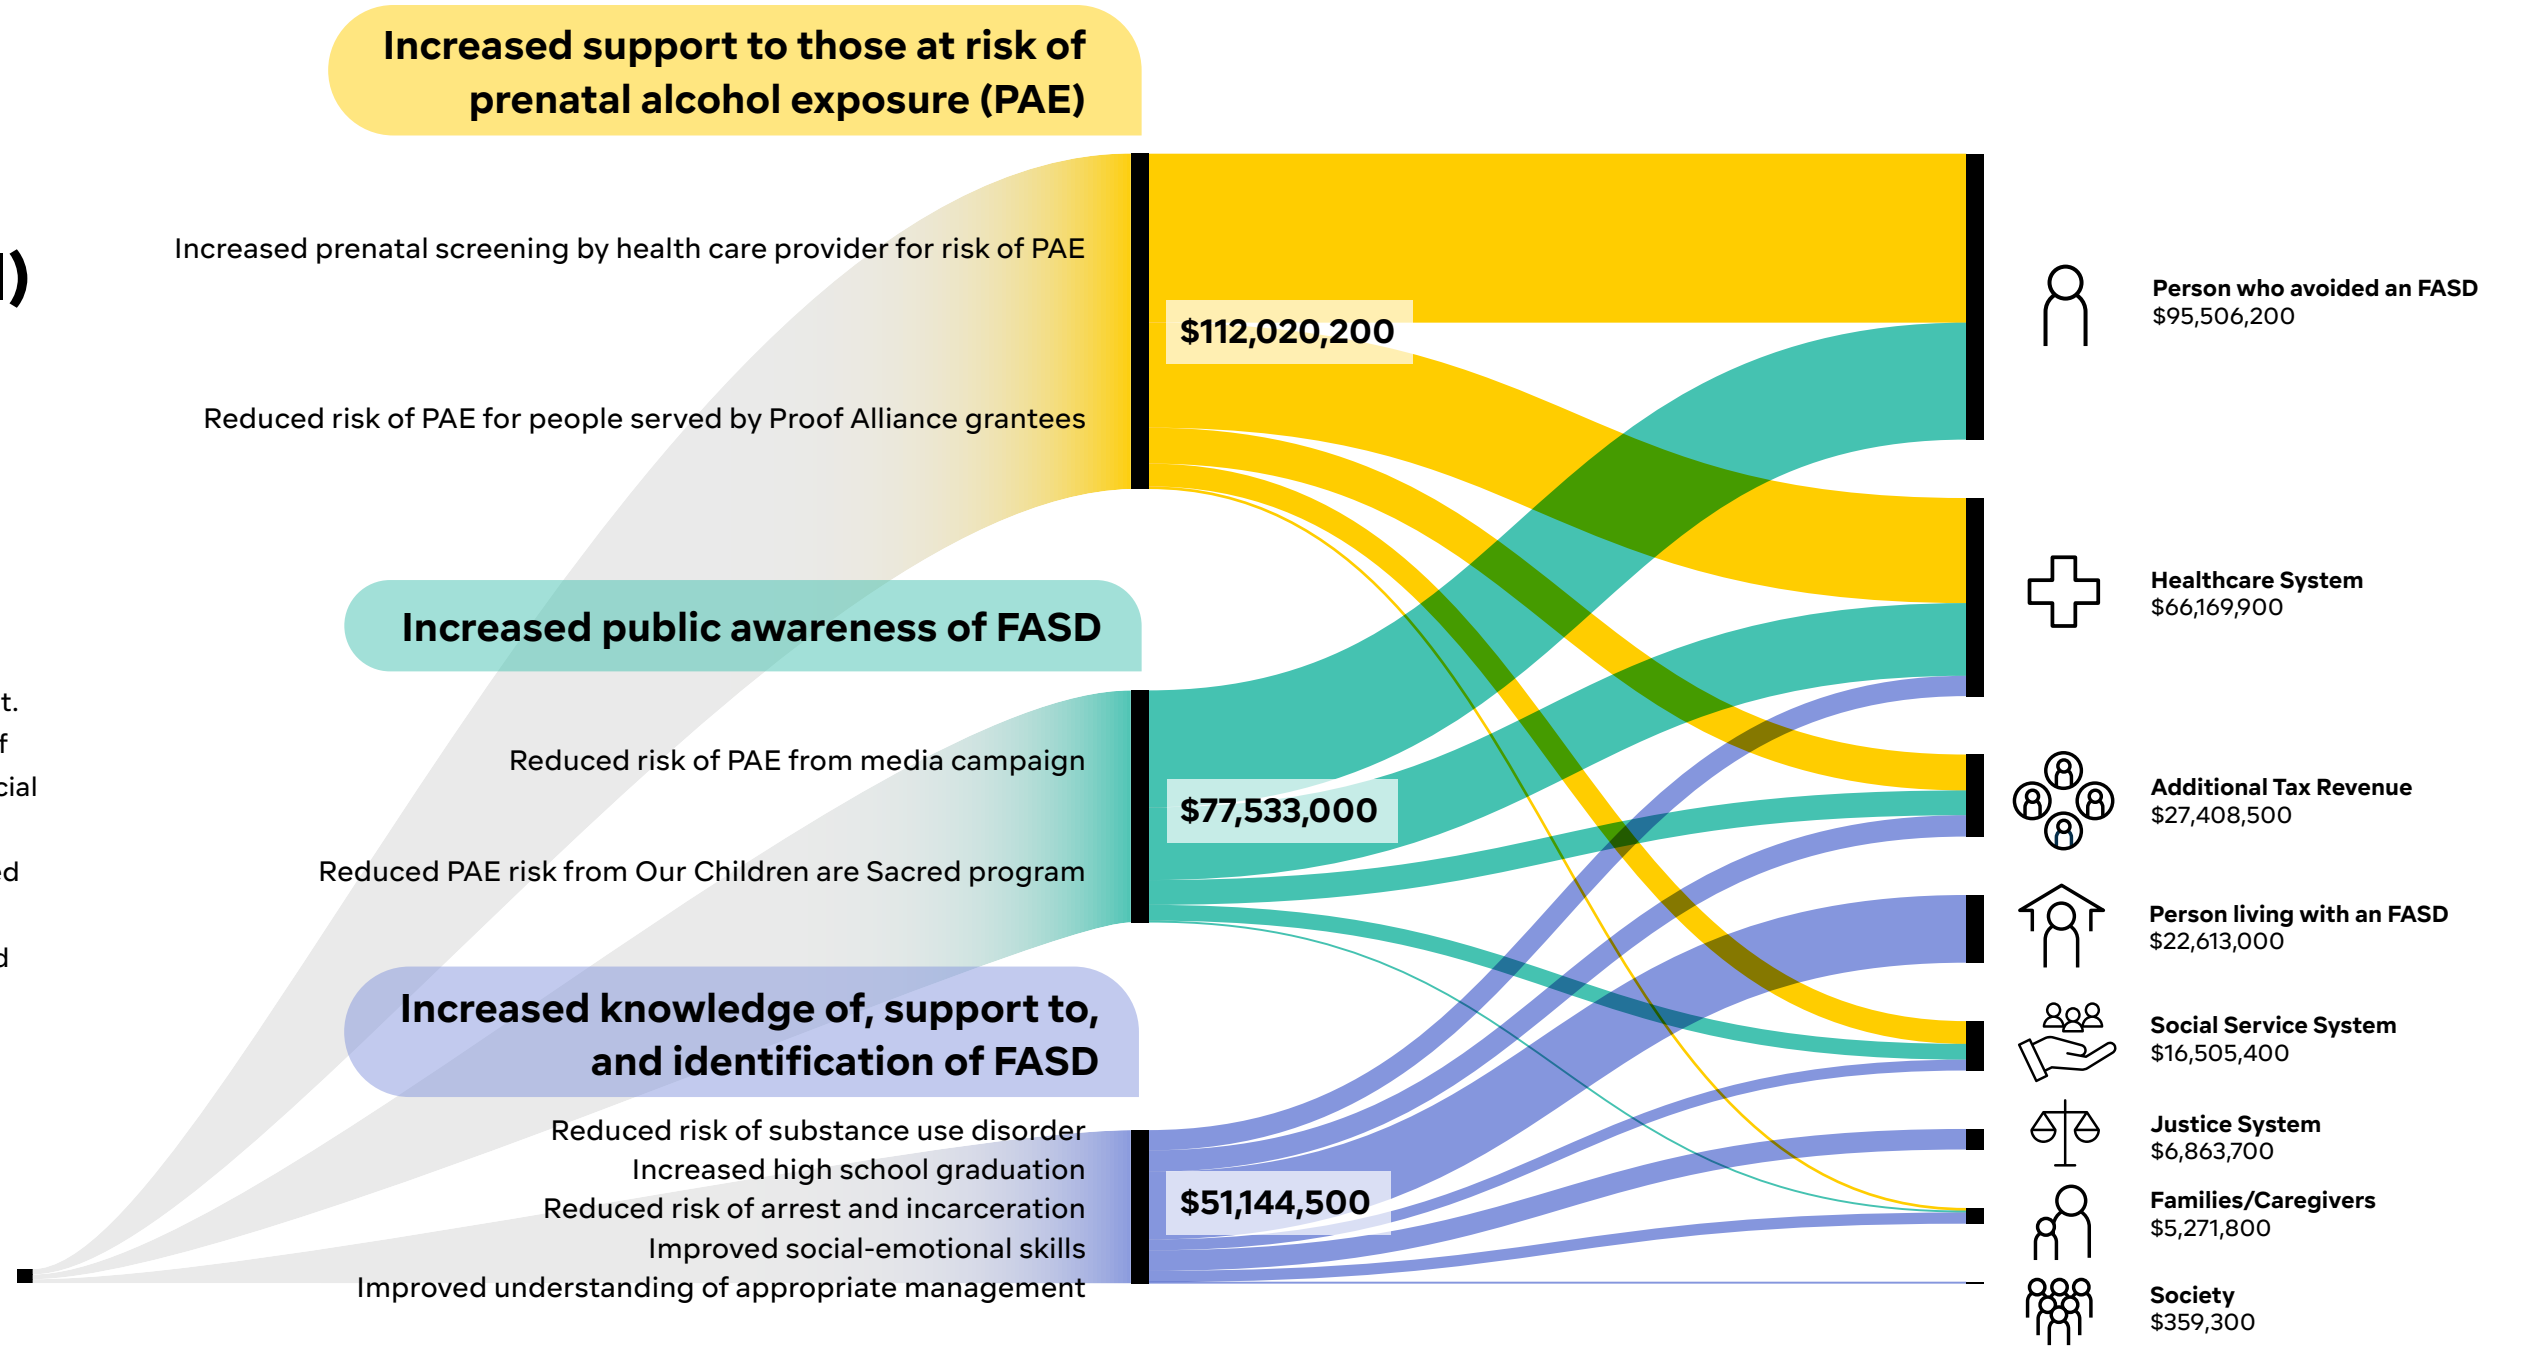 Increased support to those at risk of
prenatal alcohol exposure (PAE)
Increased prenatal screening by health care provider for risk of PAE
Reduced risk of PAE for people served by Proof Alliance grantees
$112,020,200
Increased public awareness of FASD
Reduced risk of PAE from media campaign
Reduced PAE risk from Our Children are Sacred program
$77,533,000
Increased knowledge of, support to,
and identification of FASD
Reduced risk of substance use disorder
Increased high school graduation
Reduced risk of arrest and incarceration
Improved social-emotional skills
Improved understanding of appropriate management
$51,144,500
Person who avoided an FASD
$95,506,200
Healthcare System
$66,169,900
Additional Tax Revenue
$27,408,500
Person living with an FASD
$22,613,000
Social Service System
$16,505,400
Justice System
$6,863,700
Families/Caregivers
$5,271,800
Society
$359,300